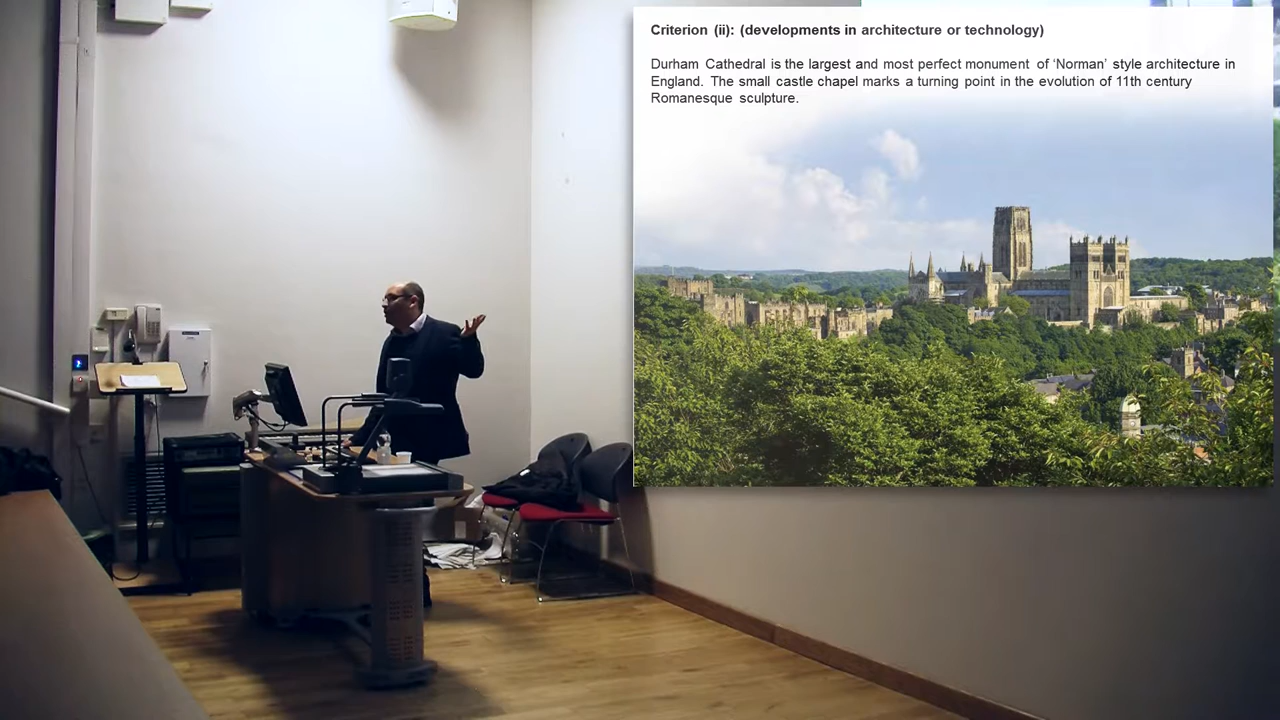 Criterion (ii): (developments in architecture or technology)
Durham Cathedral is the largest and most perfect monument of ‘Norman’ style architecture in
England. The small castle chapel marks a turning point in the evolution of 11th century
Romanesque sculpture.